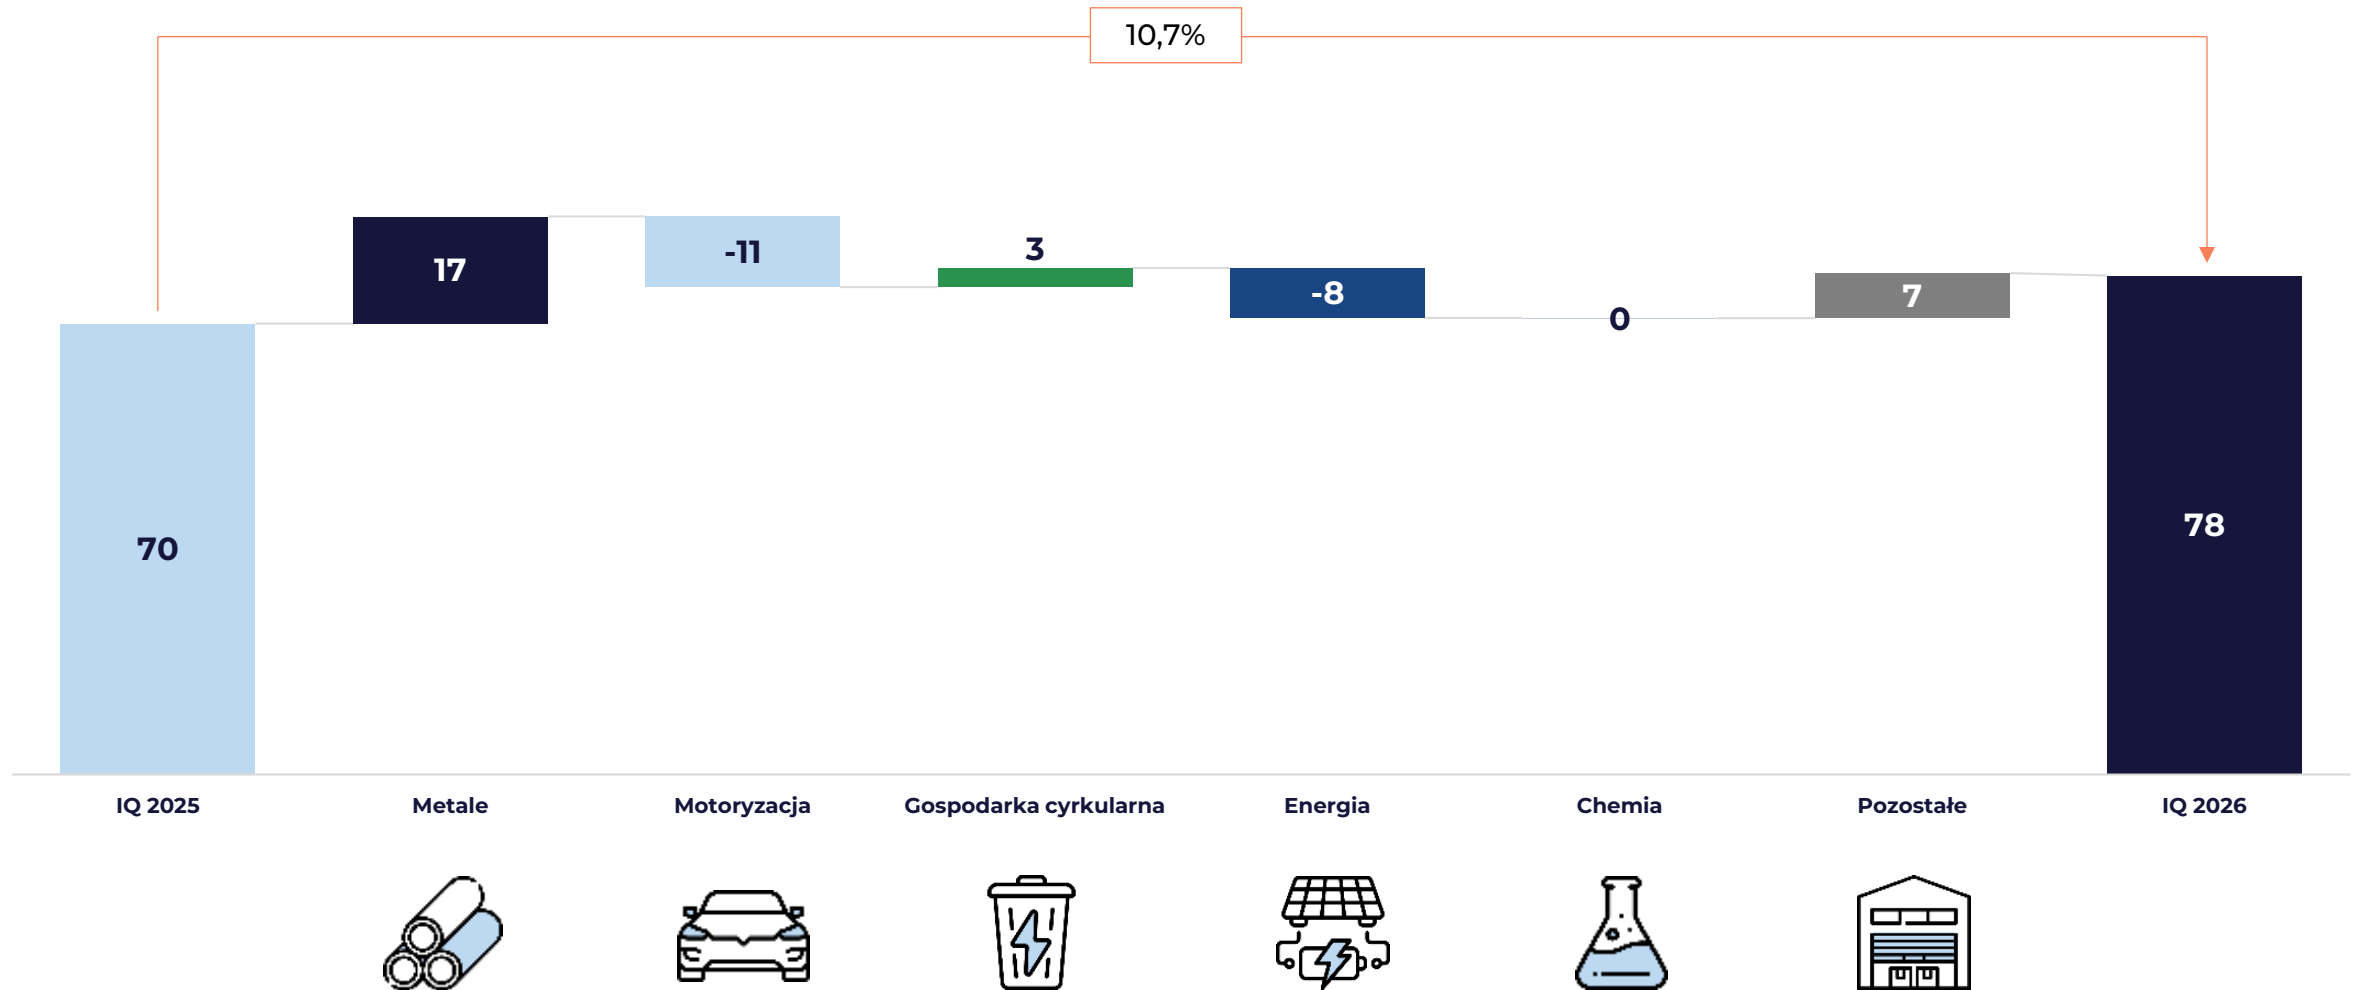 10,7%
17
-11
3
-8
0
7
70
78
IQ 2025
Metale
Motoryzacja
Gospodarka cyrkularna
Energia
Chemia
Pozostałe
IQ 2026